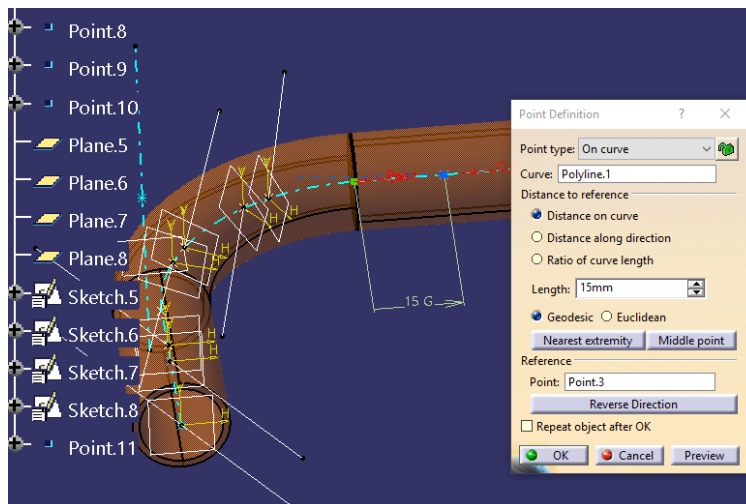 Point.8
Point.9
Point.10
Plane.5
Plane.6
Plane.7
Plane.8
Sketch.5
Sketch.6
Sketch.7
Sketch.8
Point.11
V
V
V
V
H
H
H
H
H
H
15 G
Point Definition ? ×
Point type: On curve
Curve: Polyline.1
Distance to reference
Distance on curve
Distance along direction
Ratio of curve length
Length: 15mm
Geodesic Euclidean
Nearest extremity Middle point
Reference
Point: Point.3
Reverse Direction
Repeat object after OK
OK Cancel Preview